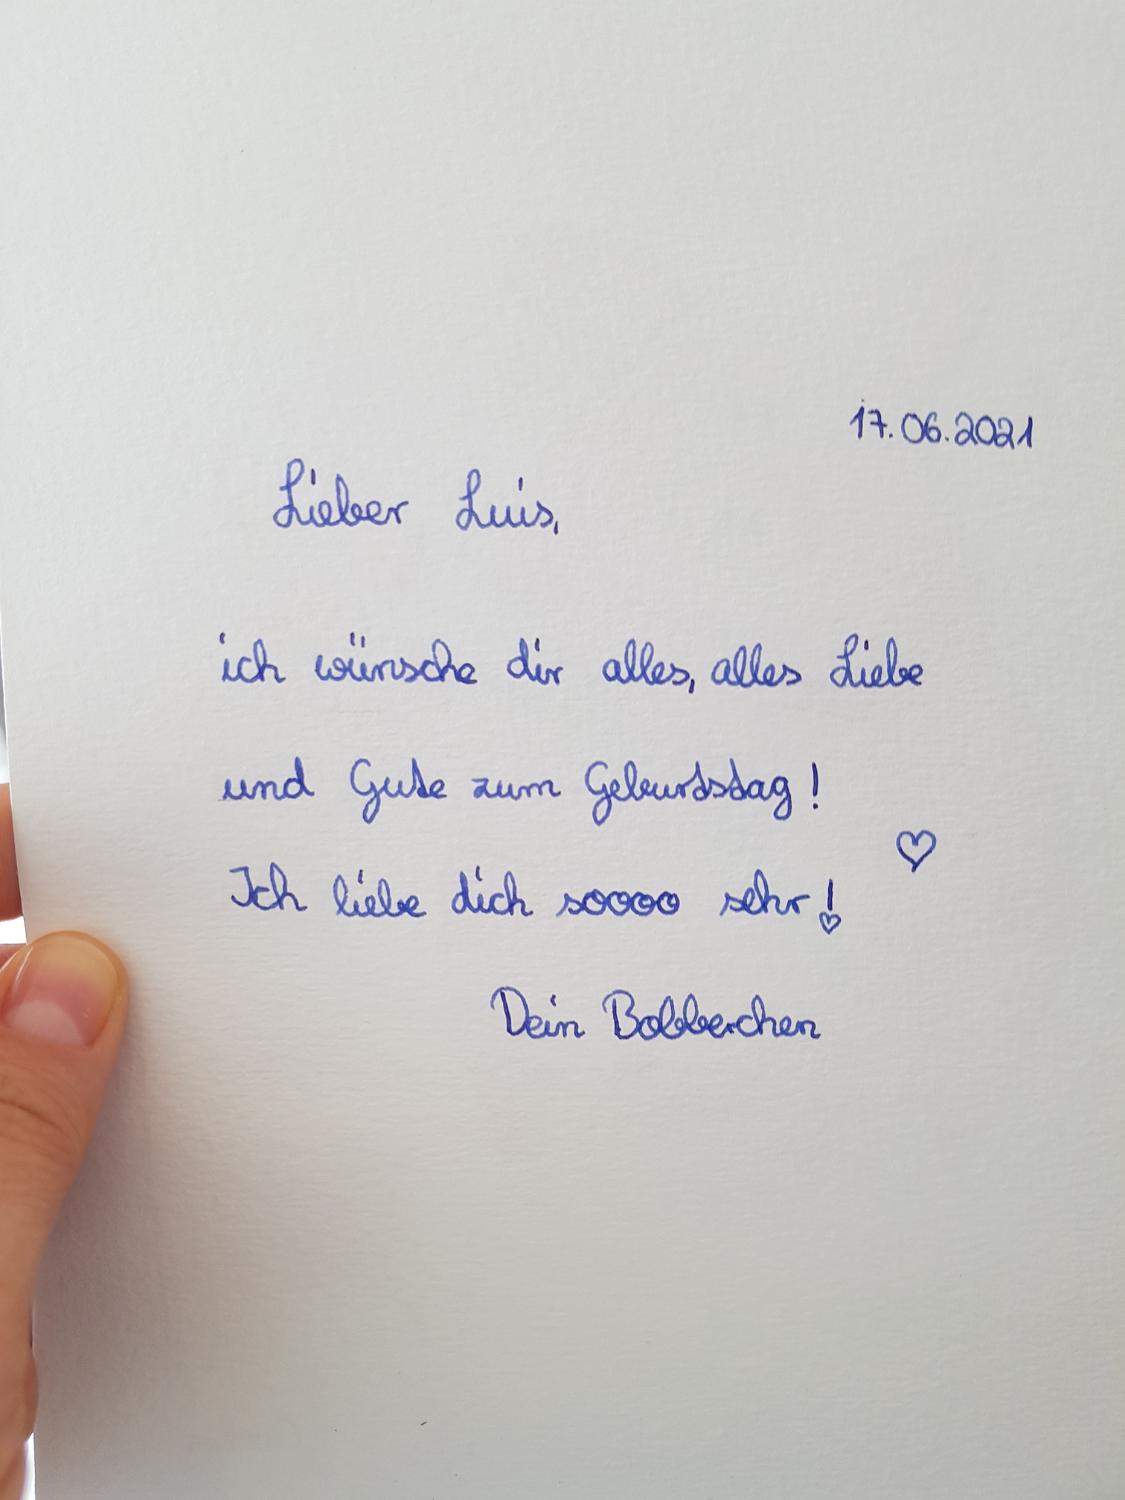 17.06.2021
Lieber Luis,
ich wünsche dir alles, alles Liebe
und Gute zum Geburtstag!
♡
Ich liebe dich soooo sehr!
Dein Bobberchen